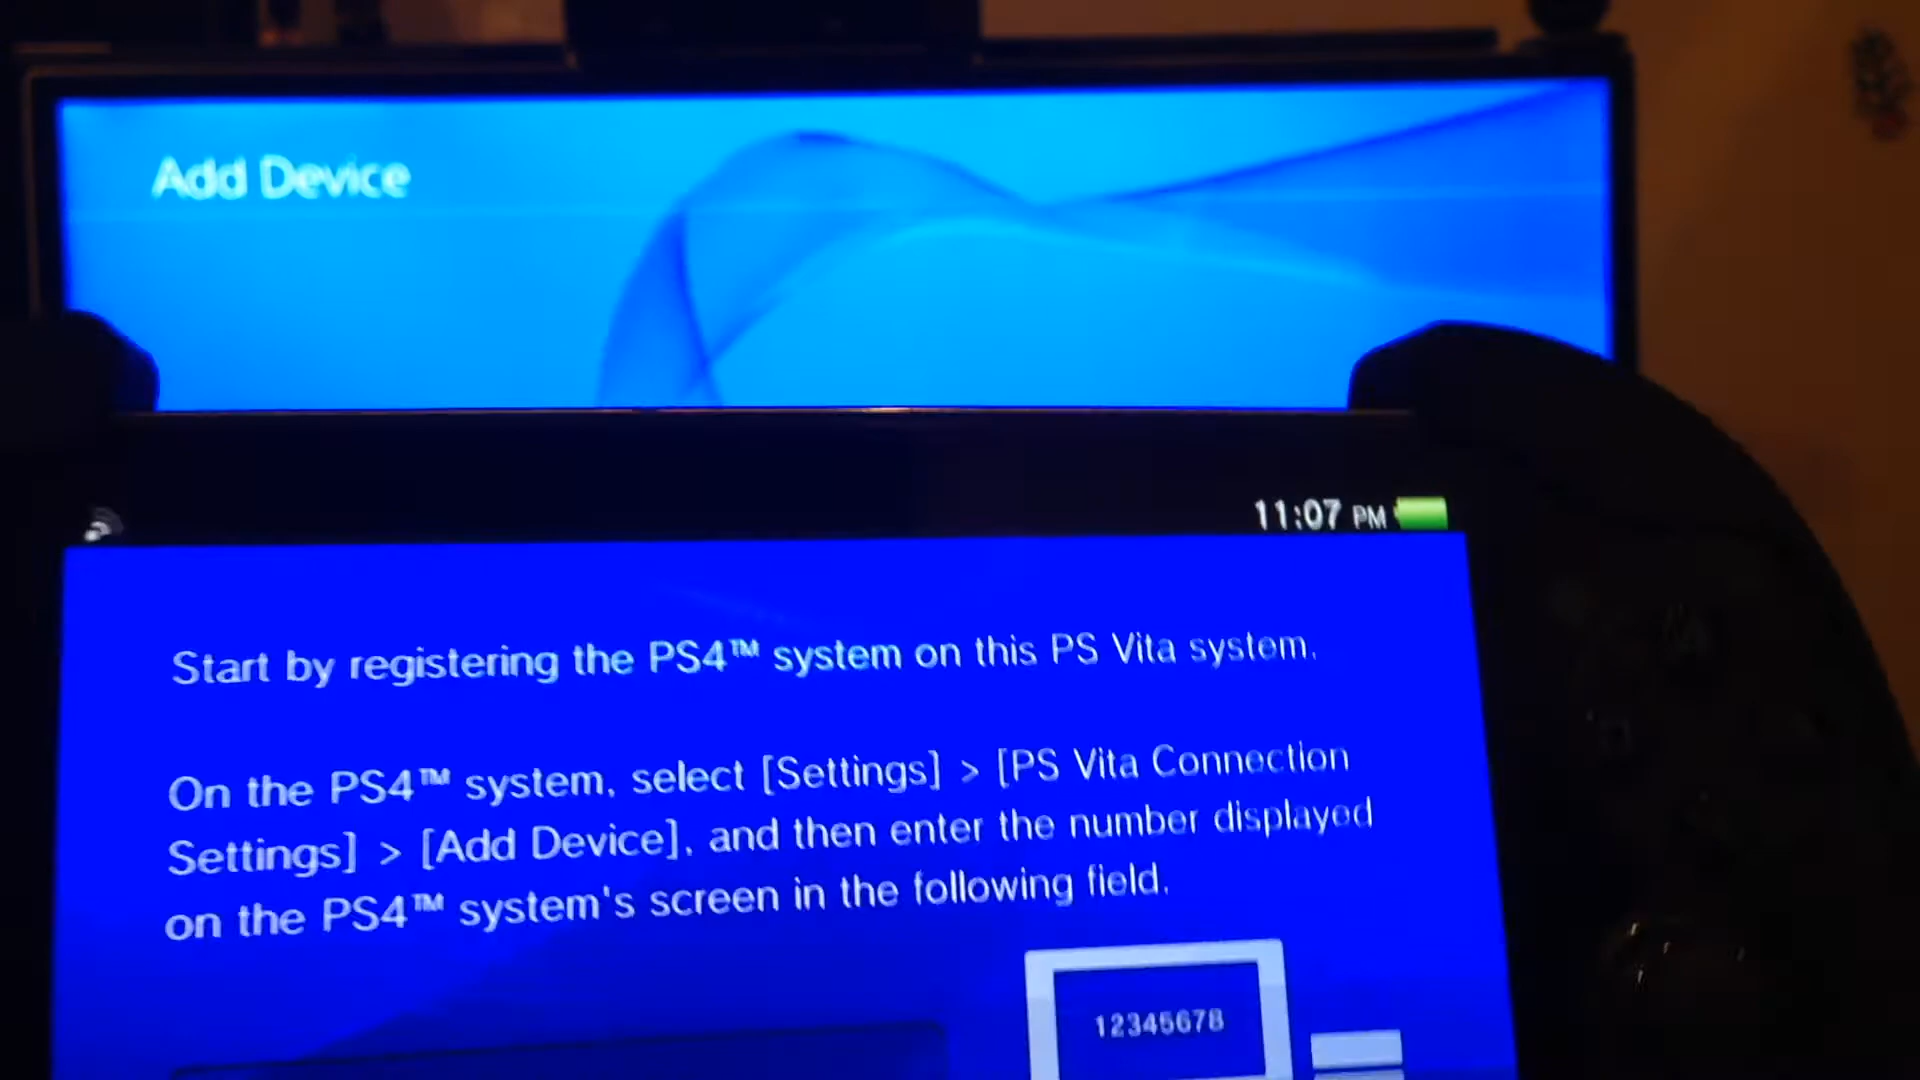 Add Device
11:07 PM
Start by registering the PS4™ system on this PS Vita system.
On the PS4™ system, select [Settings] > [PS Vita Connection
Settings] > [Add Device], and then enter the number displayed
on the PS4™ system's screen in the following field.
12345678